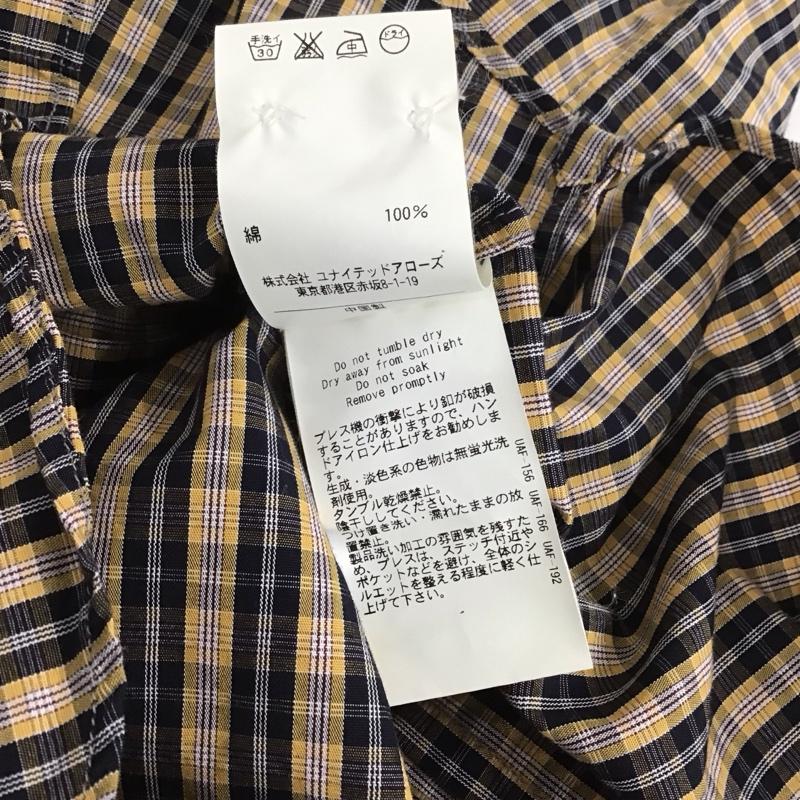 手洗イ
30
中
ドライ
綿 100%
株式会社 ユナイテッドアローズ
東京都港区赤坂8-1-19
中国製
Do not tumble dry
Dry away from sunlight
Do not soak
Remove promptly
プレス機の衝撃により釦が破損
することがありますので、ハン
ドアイロン仕上げをお勧めしま
す。
生成・淡色系の色物は無蛍光洗
剤使用。
タンブル乾燥禁止。
陰干ししてください。
つけ置き洗い・濡れたままの放
置禁止。
製品洗い加工の雰囲気を残すた
め、プレスは、ステッチ付近や
ポケットなどを避け、全体のシ
ルエットを整える程度に軽く仕
上げて下さい。
UAF-166 UAF-166 UAF-192